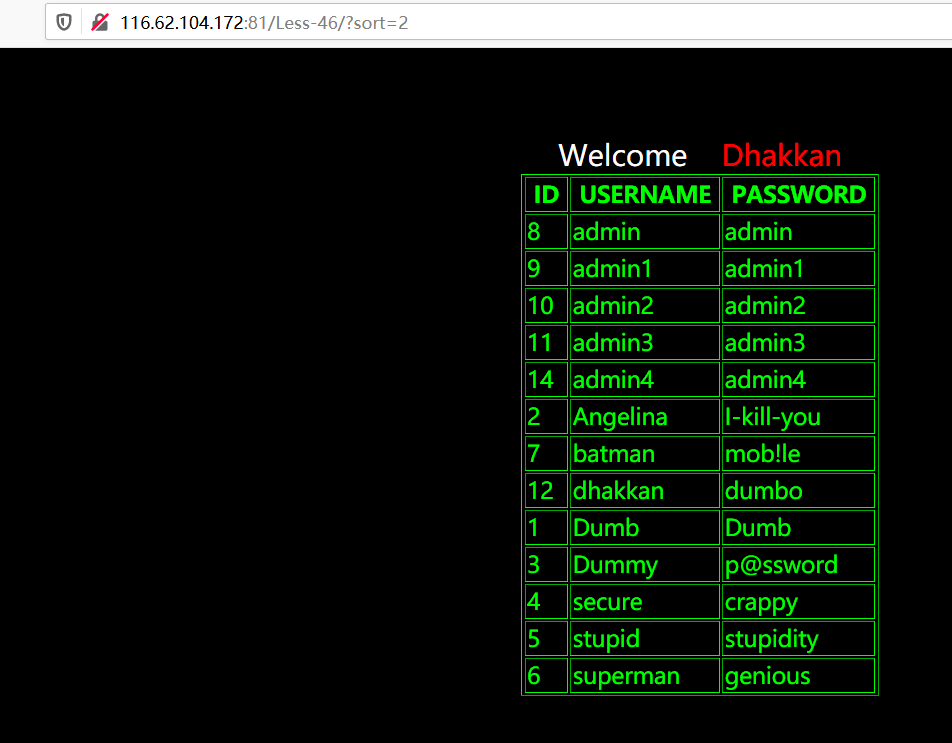 116.62.104.172:81/Less-46/?sort=2
Welcome Dhakkan
ID USERNAME PASSWORD
8 admin admin
9 admin1 admin1
10 admin2 admin2
11 admin3 admin3
14 admin4 admin4
2 Angelina I-kill-you
7 batman mob!le
12 dhakkan dumbo
1 Dumb Dumb
3 Dummy p@ssword
4 secure crappy
5 stupid stupidity
6 superman genious